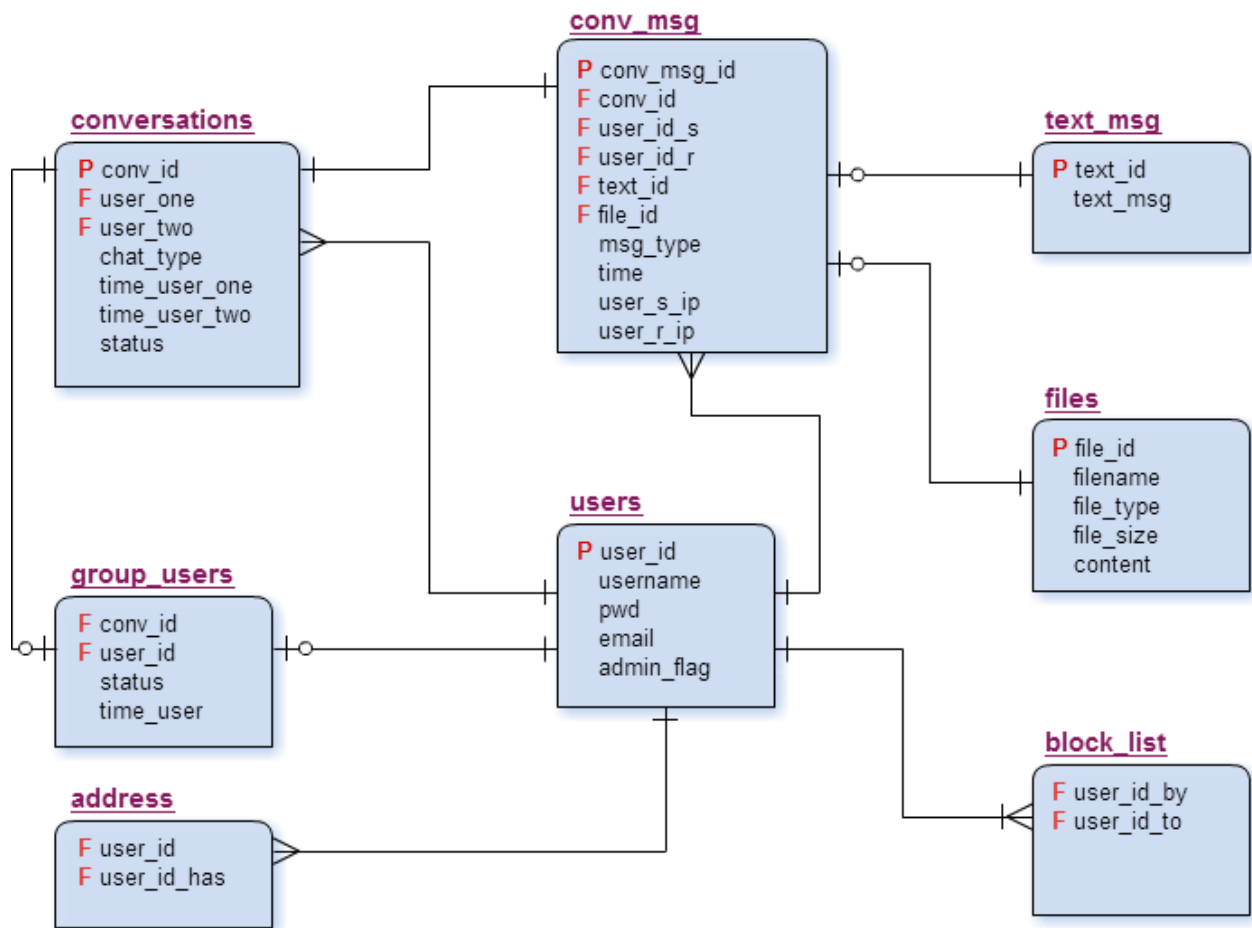 conv_msg
P conv_msg_id
F conv_id
F user_id_s
F user_id_r
F text_id
F file_id
msg_type
time
user_s_ip
user_r_ip
conversations
P conv_id
F user_one
F user_two
chat_type
time_user_one
time_user_two
status
text_msg
P text_id
text_msg
files
P file_id
filename
file_type
file_size
content
users
P user_id
username
pwd
email
admin_flag
group_users
F conv_id
F user_id
status
time_user
block_list
F user_id_by
F user_id_to
address
F user_id
F user_id_has